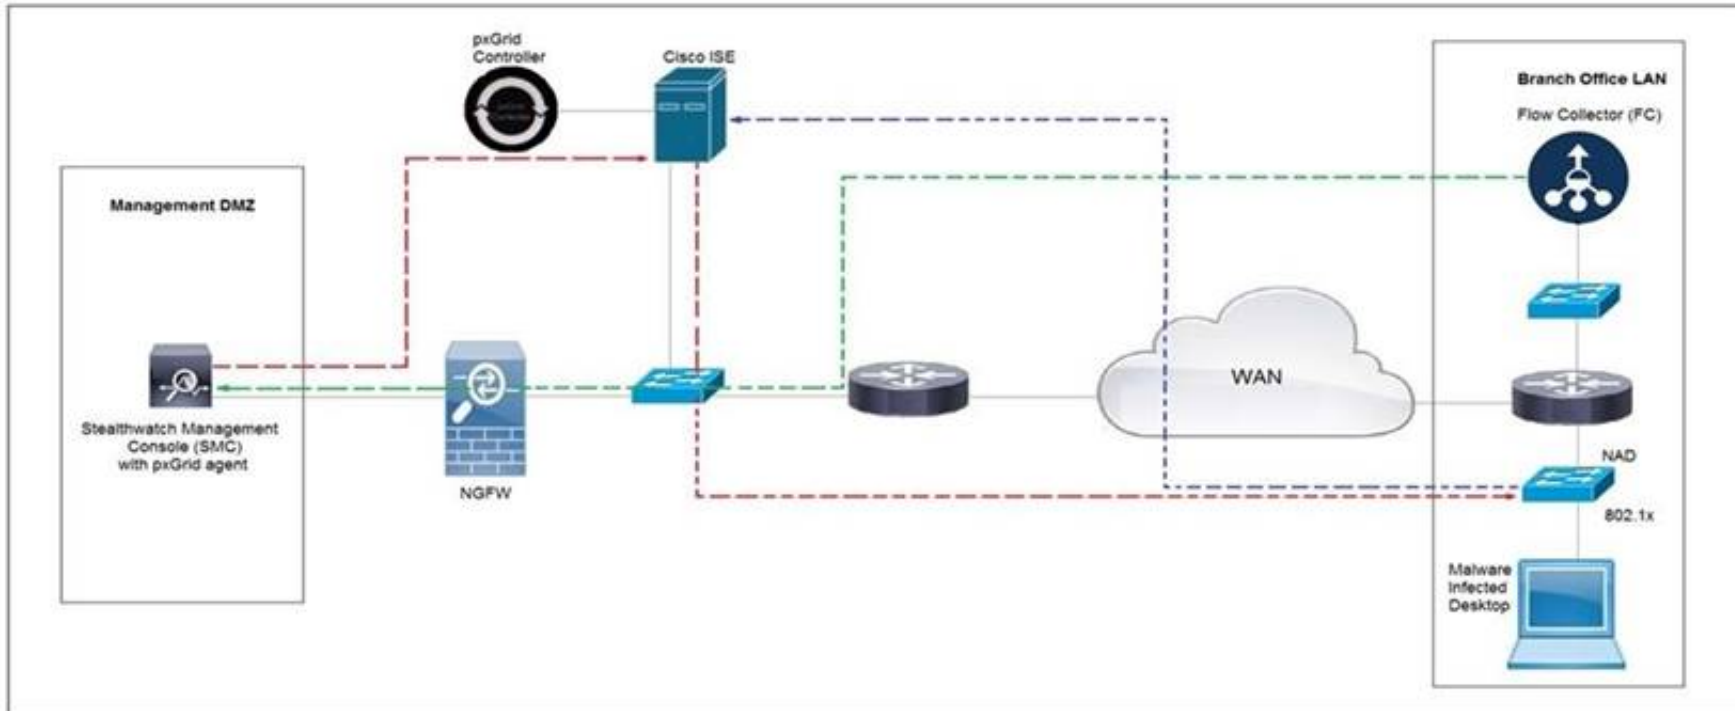 pxGrid
Controller
Cisco ISE
Branch Office LAN
Flow Collector (FC)
Management DMZ
WAN
Stealthwatch Management
Console (SMC)
with pxGrid agent
NGFW
NAD
802.1x
Malware
Infected
Desktop